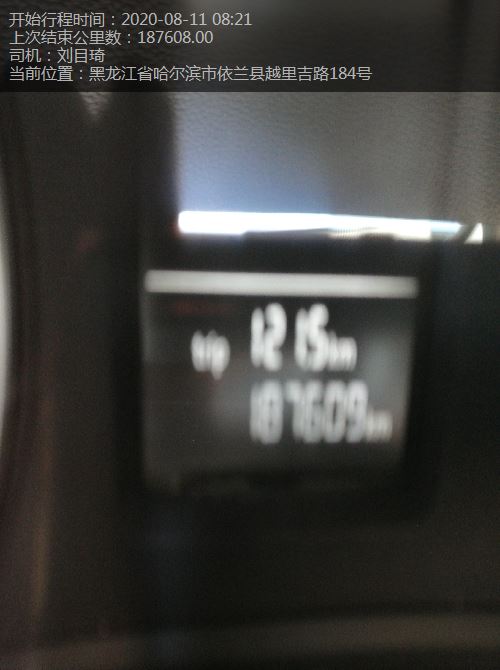 开始行程时间：2020-08-11 08:21
上次结束公里数：187608.00
司机：刘目琦
当前位置：黑龙江省哈尔滨市依兰县越里吉路184号
trip 1215km
187609km